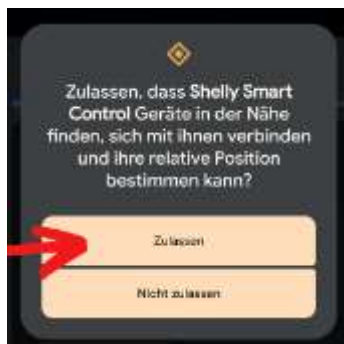 Zulassen, dass Shelly Smart
Control Geräte in der Nähe
finden, sich mit ihnen verbinden
und ihre relative Position
bestimmen kann?
Zulassen
Nicht zulassen